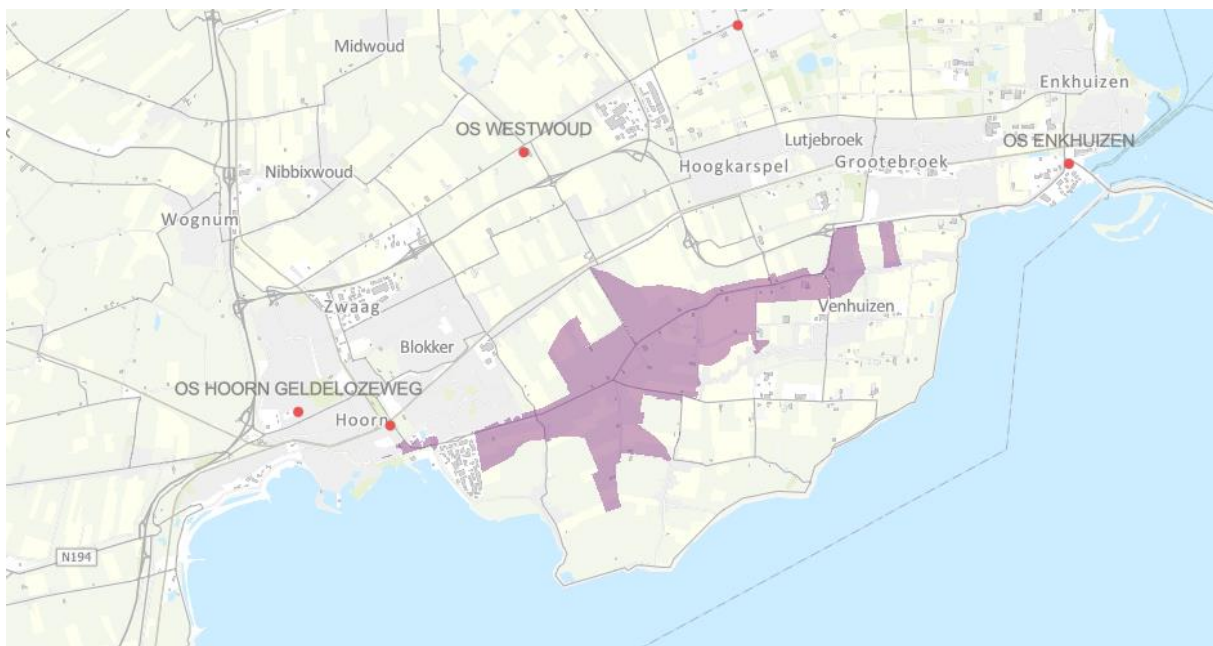 Midwoud
Enkhuizen
OS WESTWOUD
Lutjebroek
OS ENKHUIZEN
Hoogkarspel
Grootebroek
Nibbixwoud
Wognum
Zwaag
Venhuizen
Blokker
OS HOORN GELDELOZEWEG
Hoorn
N194